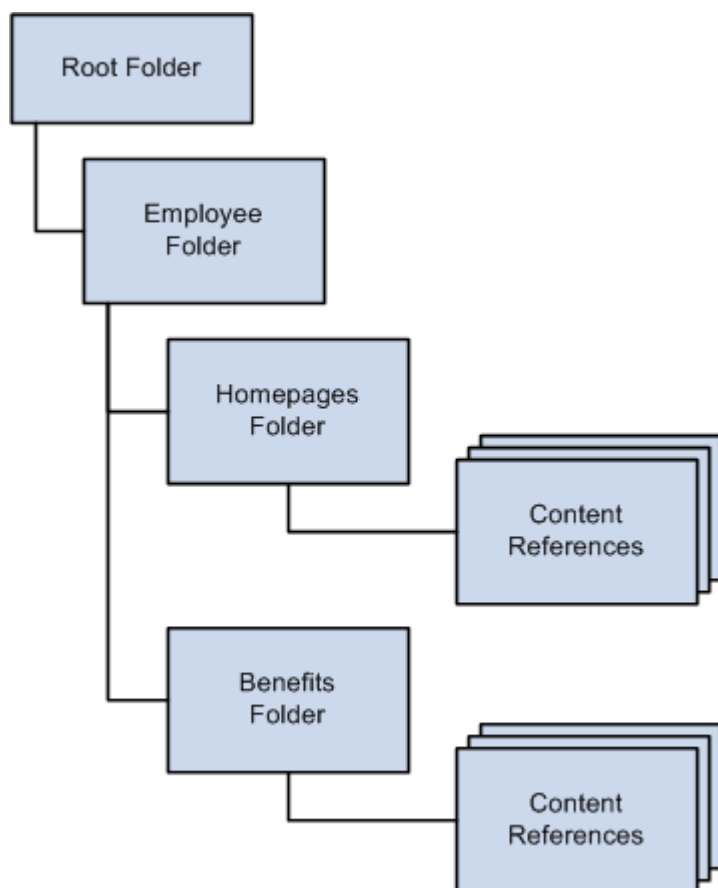 Root Folder
Employee
Folder
Homepages
Folder
Content
References
Benefits
Folder
Content
References